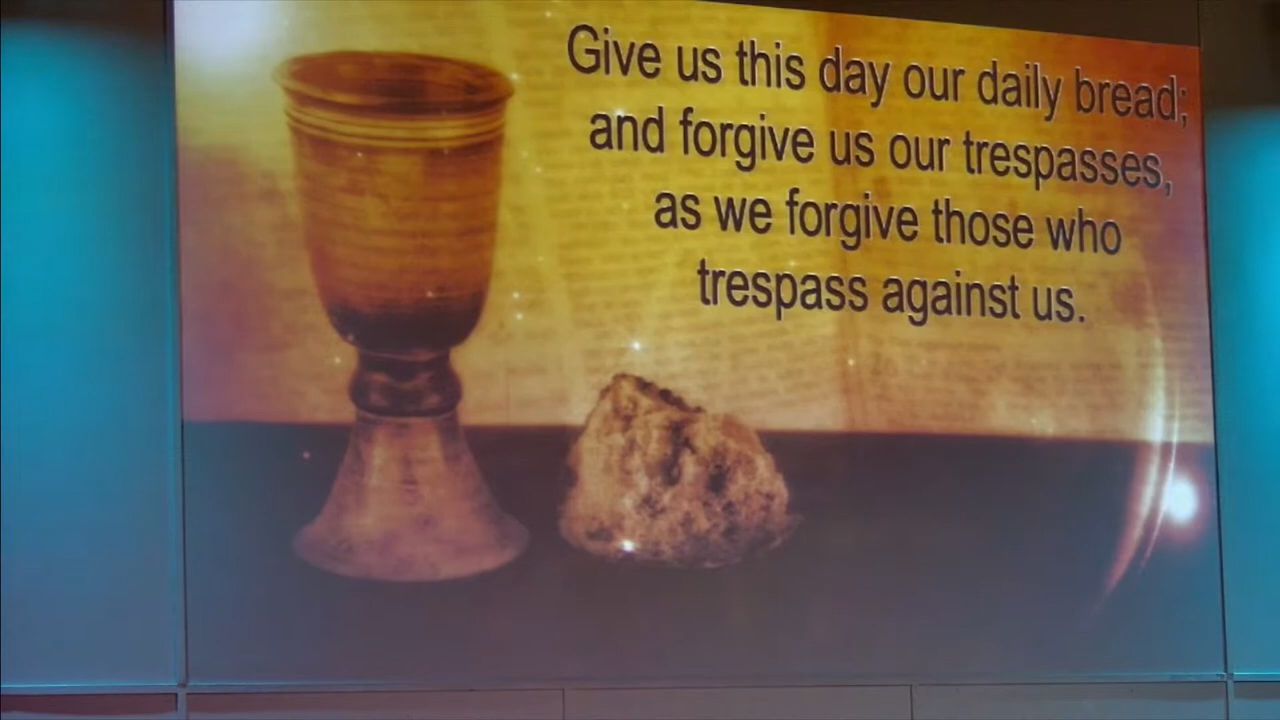 Give us this day our daily bread;
and forgive us our trespasses,
as we forgive those who
trespass against us.